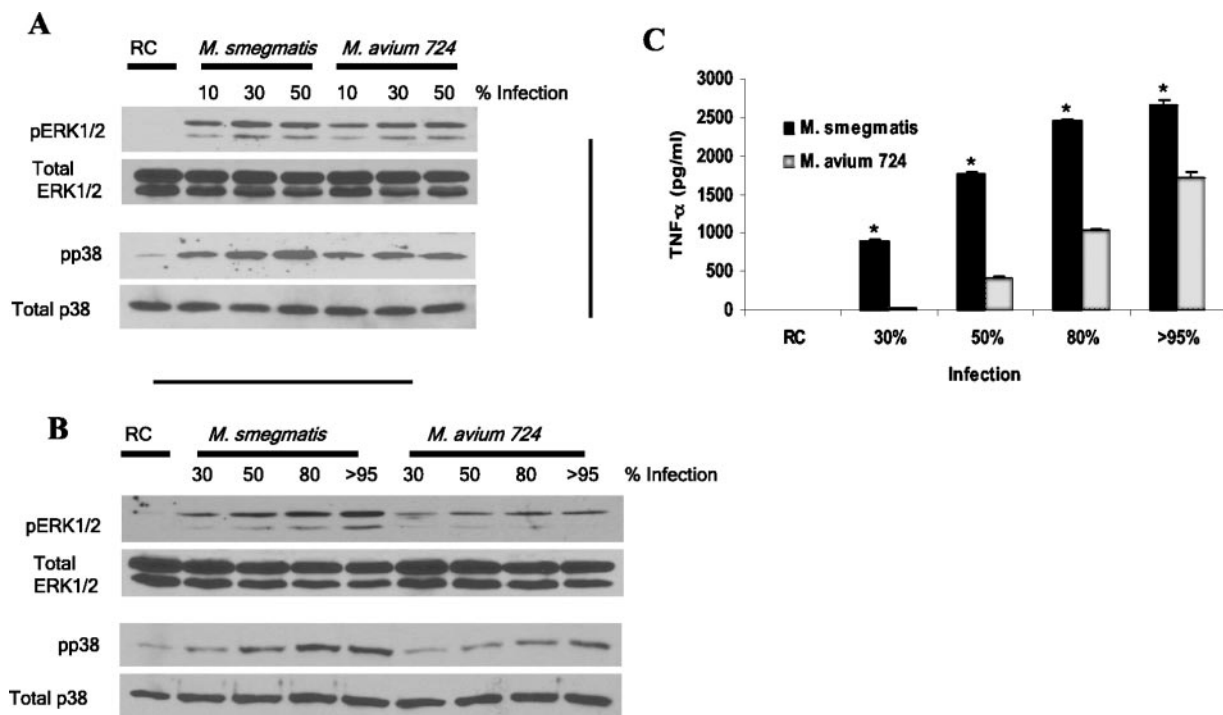 A
RC M. smegmatis M. avium 724
10 30 50 10 30 50 % Infection
pERK1/2
Total
ERK1/2
pp38
Total p38
B
RC M. smegmatis M. avium 724
30 50 80 >95 30 50 80 >95 % Infection
pERK1/2
Total
ERK1/2
pp38
Total p38
C
3000
2500
2000
1500
1000
500
0
TNF-α (pg/ml)
* * * *
M. smegmatis
M. avium 724
RC 30% 50% 80% >95%
Infection